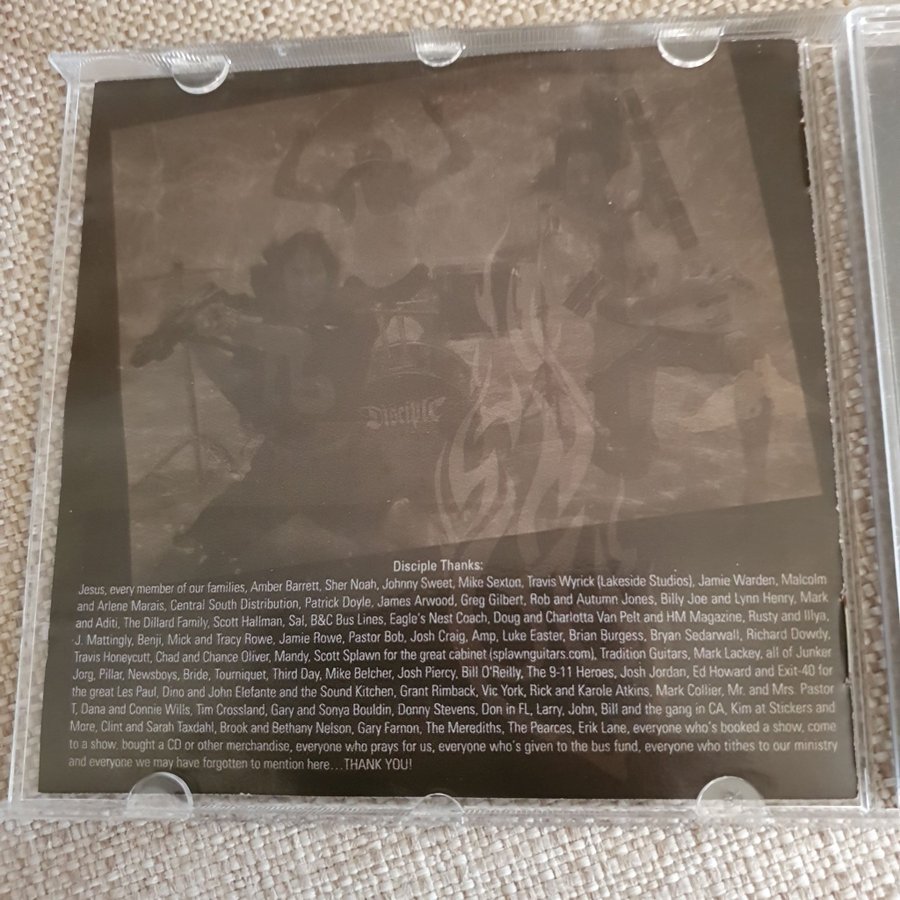 Disciple
Disciple Thanks:
Jesus, every member of our families, Amber Barrett, Sher Noah, Johnny Sweet, Mike Sexton, Travis Wyrick (Lakeside Studios), Jamie Warden, Malcolm
and Arlene Marais, Central South Distribution, Patrick Doyle, James Arwood, Greg Gilbert, Rob and Autumn Jones, Billy Joe and Lynn Henry, Mark
and Aditi, The Dillard Family, Scott Hallman, Sal, B&C Bus Lines, Eagle's Nest Coach, Doug and Charlotta Van Pelt and HM Magazine, Rusty and Illya,
J. Mattingly, Benji, Mick and Tracy Rowe, Jamie Rowe, Pastor Bob, Josh Craig, Amp, Luke Easter, Brian Burgess, Bryan Sedarwall, Richard Dowdy,
Travis Honeycutt, Chad and Chance Oliver, Mandy, Scott Splawn for the great cabinet (splawnguitars.com), Tradition Guitars, Mark Lackey, all of Junker
Jorg, Pillar, Newsboys, Bride, Tourniquet, Third Day, Mike Belcher, Josh Piercy, Bill O'Reilly, The 9-11 Heroes, Josh Jordan, Ed Howard and Exit-40 for
the great Les Paul, Dino and John Elefante and the Sound Kitchen, Grant Rimback, Vic York, Rick and Karole Atkins, Mark Collier, Mr. and Mrs. Pastor
T, Dana and Connie Wills, Tim Crossland, Gary and Sonya Bouldin, Donny Stevens, Don in FL, Larry, John, Bill and the gang in CA, Kim at Stickers and
More, Clint and Sarah Taxdahl, Brook and Bethany Nelson, Gary Farnon, The Merediths, The Pearces, Erik Lane, everyone who's booked a show, come
to a show, bought a CD or other merchandise, everyone who prays for us, everyone who's given to the bus fund, everyone who tithes to our ministry
and everyone we may have forgotten to mention here...THANK YOU!